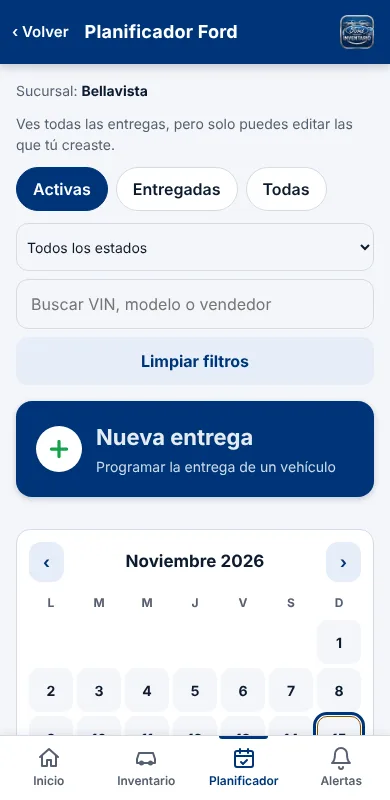 ‹ Volver Planificador Ford
Sucursal: Bellavista
Ves todas las entregas, pero solo puedes editar las
que tú creaste.
Activas Entregadas Todas
Todos los estados
Buscar VIN, modelo o vendedor
Limpiar filtros
Nueva entrega
Programar la entrega de un vehículo
‹ Noviembre 2026 ›
L M M J V S D
1
2 3 4 5 6 7 8
Inicio Inventario Planificador Alertas